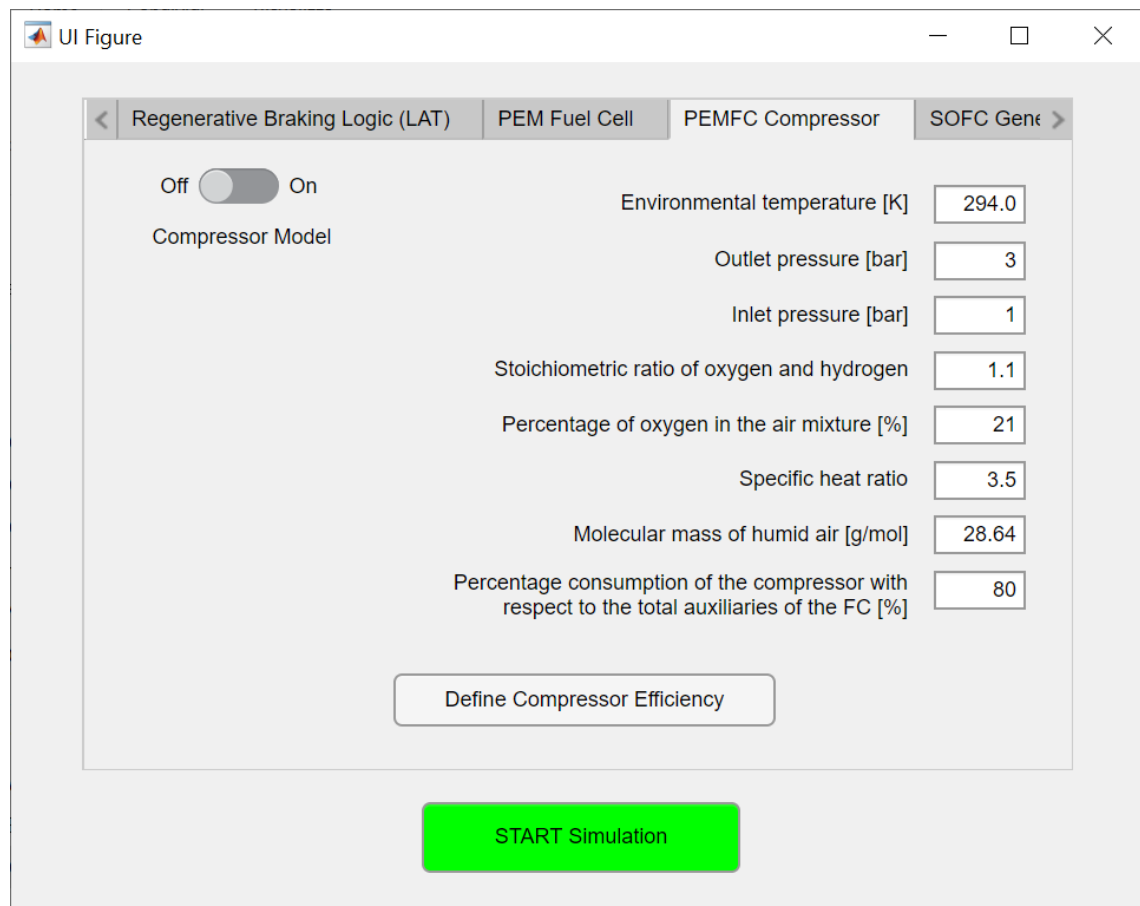 UI Figure
Regenerative Braking Logic (LAT)
PEM Fuel Cell
PEMFC Compressor
SOFC Gene
Off
On
Compressor Model
Environmental temperature [K]
294.0
Outlet pressure [bar]
3
Inlet pressure [bar]
1
Stoichiometric ratio of oxygen and hydrogen
1.1
Percentage of oxygen in the air mixture [%]
21
Specific heat ratio
3.5
Molecular mass of humid air [g/mol]
28.64
Percentage consumption of the compressor with
respect to the total auxiliaries of the FC [%]
80
Define Compressor Efficiency
START Simulation